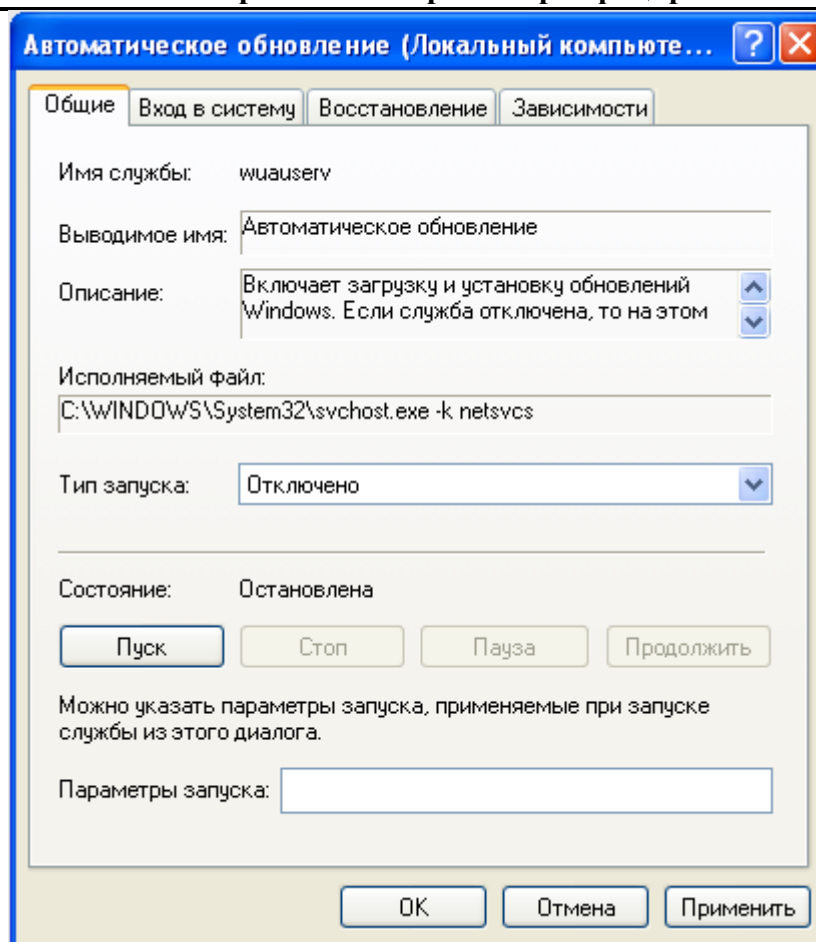 Автоматическое обновление (Локальный компьюте...
Общие Вход в систему Восстановление Зависимости
Имя службы: wuauserv
Выводимое имя: Автоматическое обновление
Описание: Включает загрузку и установку обновлений
Windows. Если служба отключена, то на этом
Исполняемый файл:
C:\WINDOWS\System32\svchost.exe -k netsvcs
Тип запуска: Отключено
Состояние: Остановлена
Пуск Стоп Пауза Продолжить
Можно указать параметры запуска, применяемые при запуске
службы из этого диалога.
Параметры запуска:
ОК Отмена Применить